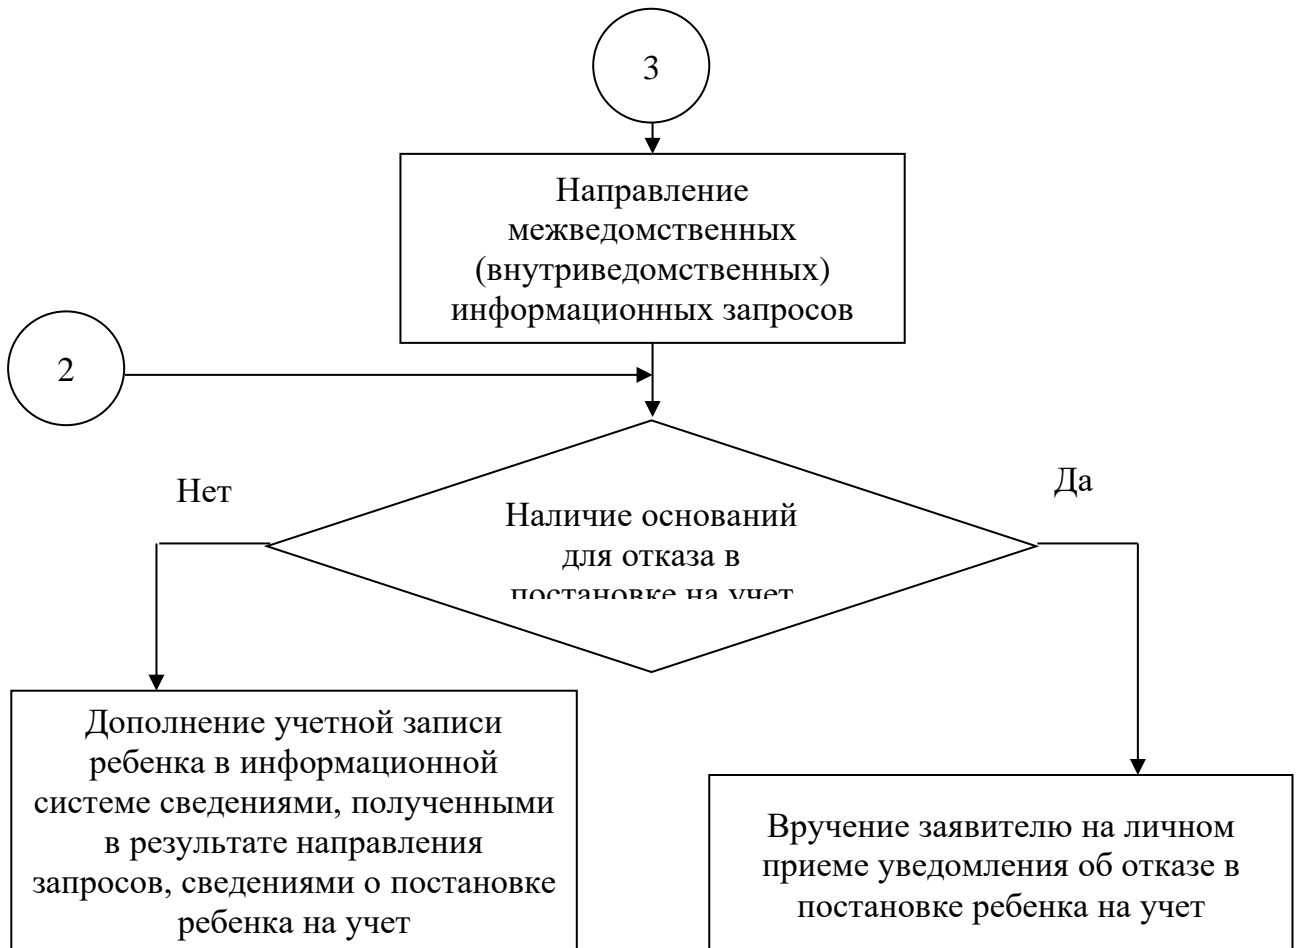 3
Направление
межведомственных
(внутриведомственных)
информационных запросов
2
Нет
Да
Наличие оснований
для отказа в
постановке на учет
Дополнение учетной записи
ребенка в информационной
системе сведениями, полученными
в результате направления
запросов, сведениями о постановке
ребенка на учет
Вручение заявителю на личном
приеме уведомления об отказе в
постановке ребенка на учет